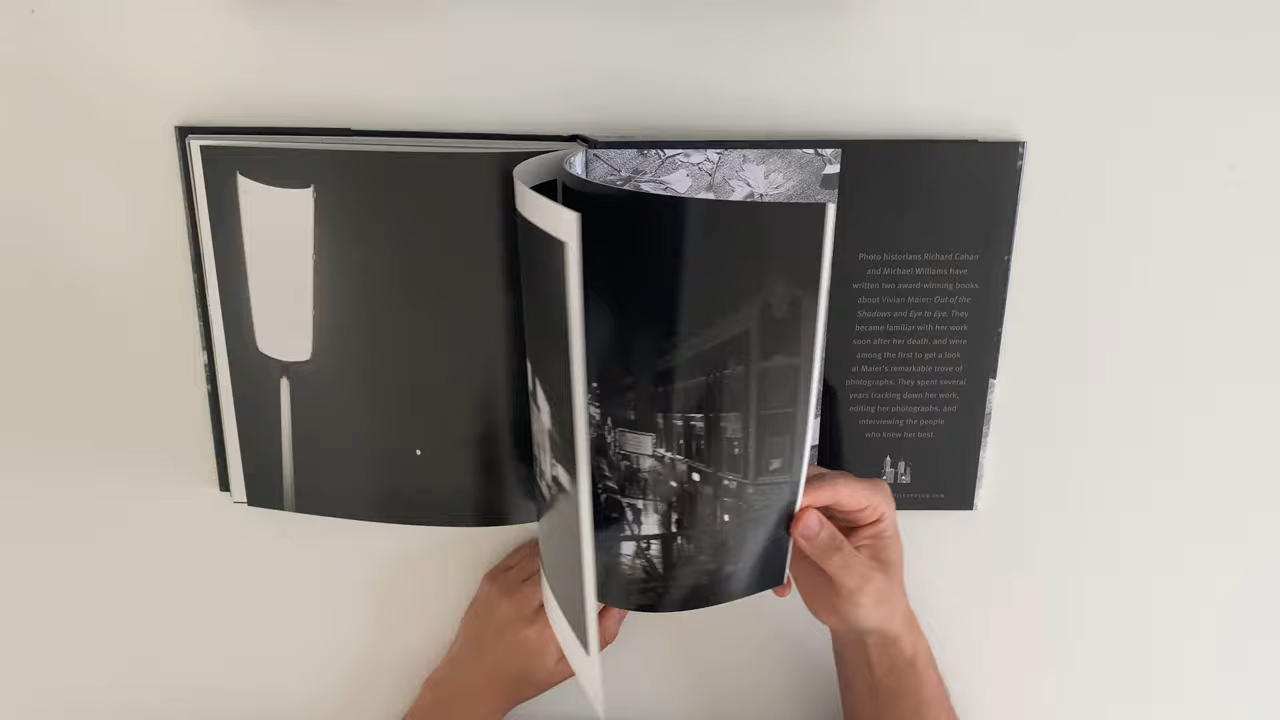 Photo historians Richard Cahan
and Michael Williams have
written two award-winning books
about Vivian Maier: Out of the
Shadows and Eye to Eye. They
became familiar with her work
soon after her death, and were
among the first to get a look
at Maier's remarkable trove of
photographs. They spent several
years tracking down her work,
editing her photographs, and
interviewing the people
who knew her best.